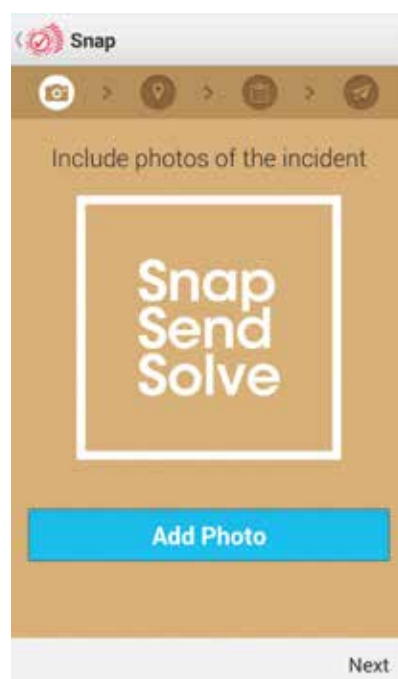 Snap
Include photos of the incident
Snap
Send
Solve
Add Photo
Next